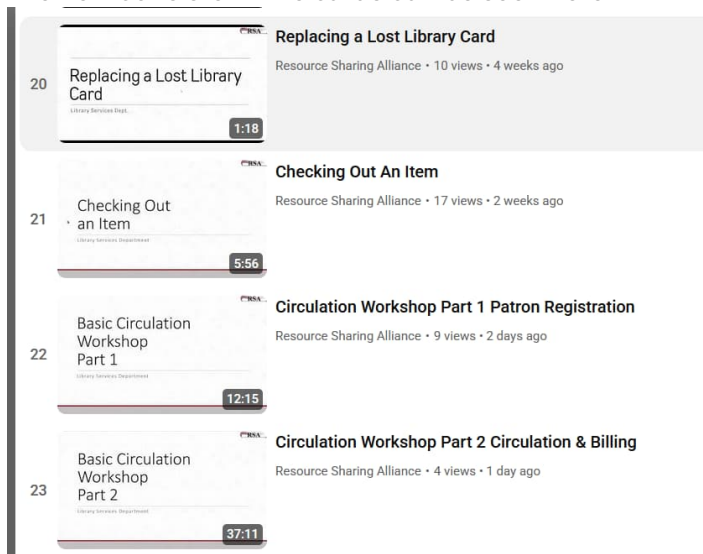 20
RSA
Replacing a Lost Library
Card
Library Services Dept.
1:18
Replacing a Lost Library Card
Resource Sharing Alliance • 10 views • 4 weeks ago
21
RSA
Checking Out
an Item
Library Services Department
5:56
Checking Out An Item
Resource Sharing Alliance • 17 views • 2 weeks ago
22
RSA
Basic Circulation
Workshop
Part 1
Library Services Department
12:15
Circulation Workshop Part 1 Patron Registration
Resource Sharing Alliance • 9 views • 2 days ago
23
RSA
Basic Circulation
Workshop
Part 2
Library Services Department
37:11
Circulation Workshop Part 2 Circulation & Billing
Resource Sharing Alliance • 4 views • 1 day ago